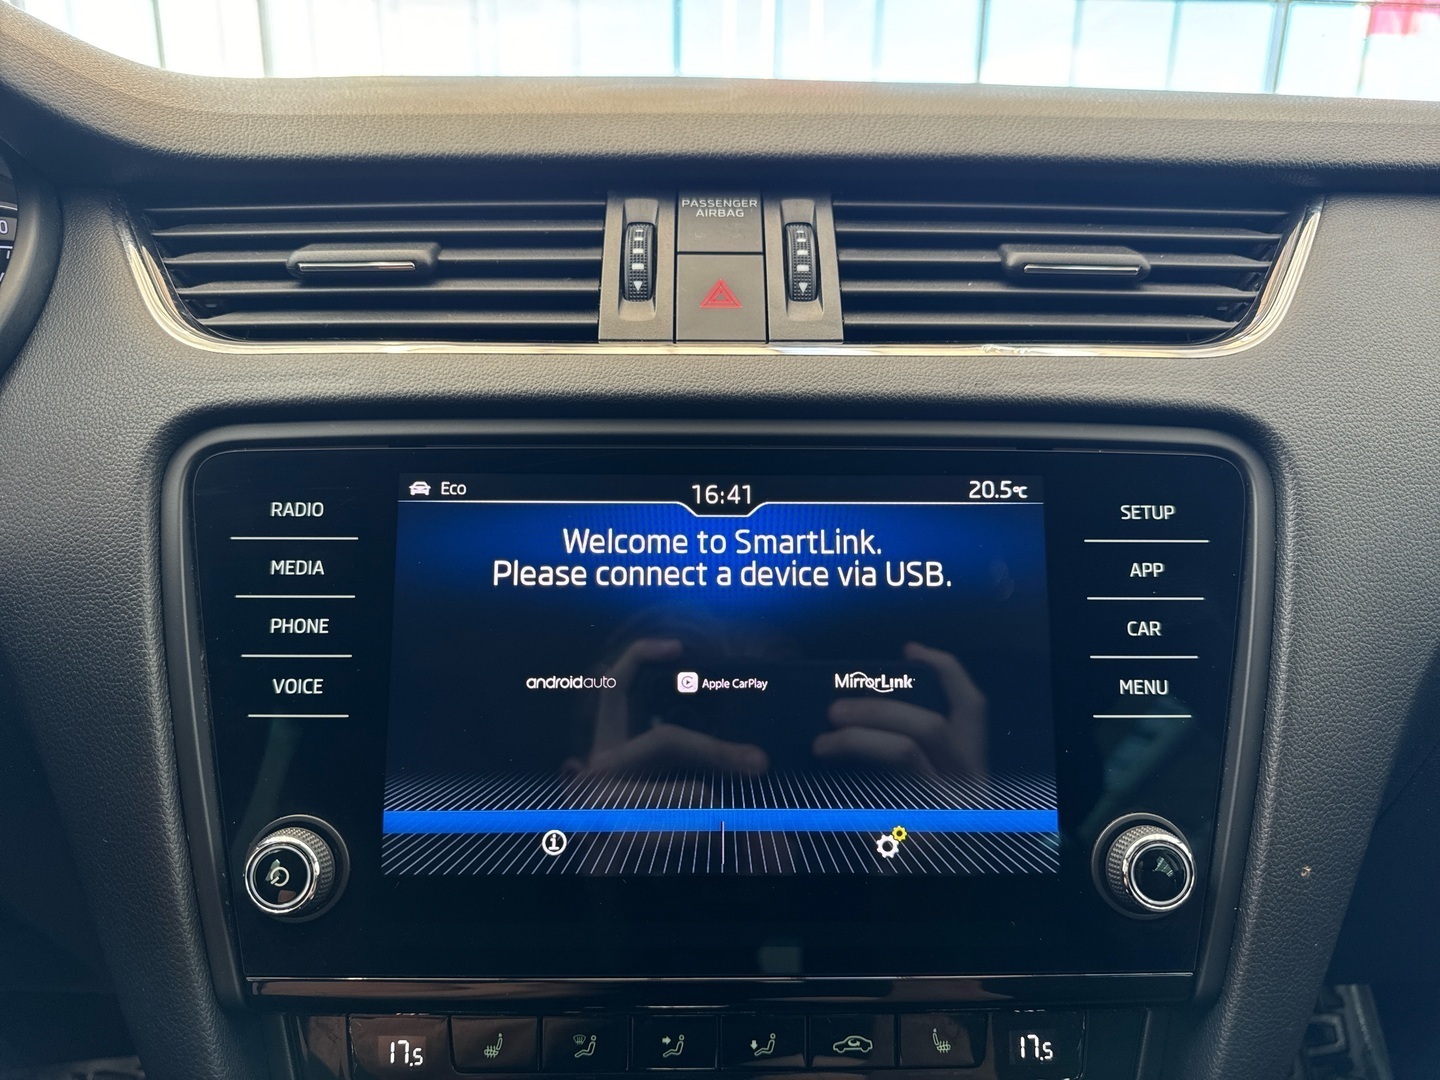 PASSENGER
AIRBAG
Eco
16:41
20.5°C
Welcome to SmartLink.
Please connect a device via USB.
androidauto
Apple CarPlay
MirrorLink
RADIO
MEDIA
PHONE
VOICE
SETUP
APP
CAR
MENU
17,5
17,5